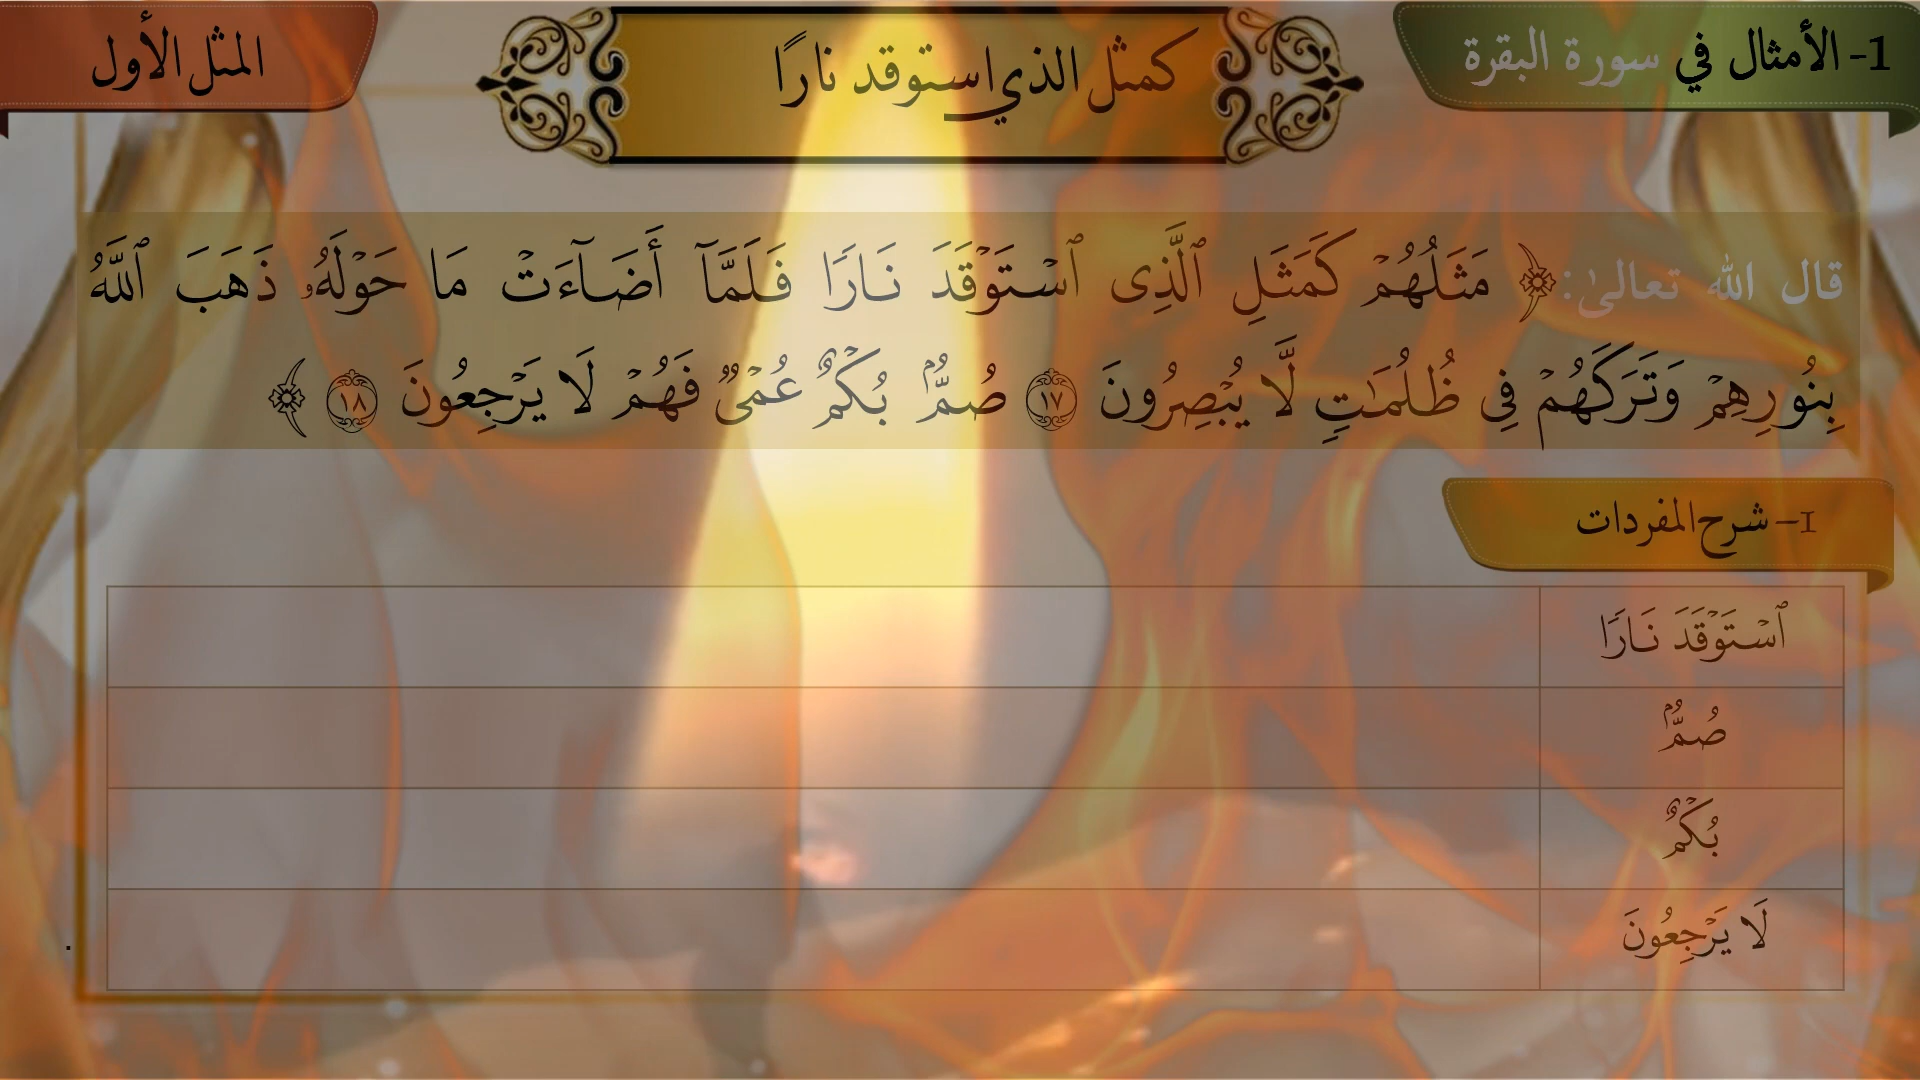 1- الأمثال في سورة البقرة
كمثل الذي استوقد نارًا
المثل الأول
قال الله تعالىٰ: ﴿ مَثَلُهُمْ كَمَثَلِ ٱلَّذِى ٱسْتَوْقَدَ نَارًا فَلَمَّآ أَضَآءَتْ مَا حَوْلَهُۥ ذَهَبَ ٱللَّهُ
بِنُورِهِمْ وَتَرَكَهُمْ فِى ظُلُمَٰتٍ لَّا يُبْصِرُونَ ١٧ صُمٌّۢ بُكْمٌ عُمْىٌ فَهُمْ لَا يَرْجِعُونَ ١٨ ﴾
I- شرح المفردات
ٱسْتَوْقَدَ نَارًا
صُمٌّۢ
بُكْمٌ
لَا يَرْجِعُونَ